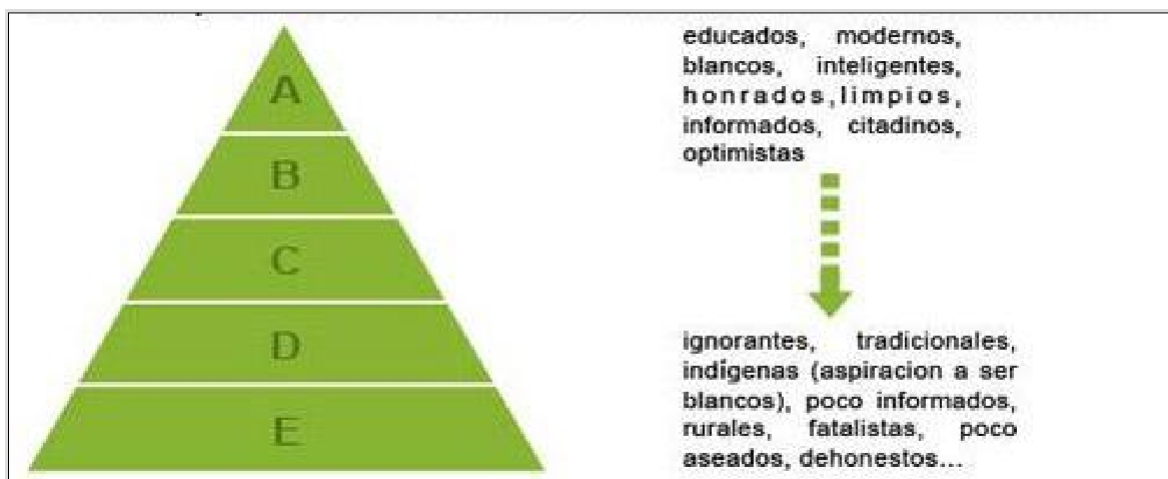 A
B
C
D
E
educados, modernos,
blancos, inteligentes,
honrados,limpios,
informados, citadinos,
optimistas
ignorantes, tradicionales,
indígenas (aspiracion a ser
blancos), poco informados,
rurales, fatalistas, poco
aseados, dehonestos...